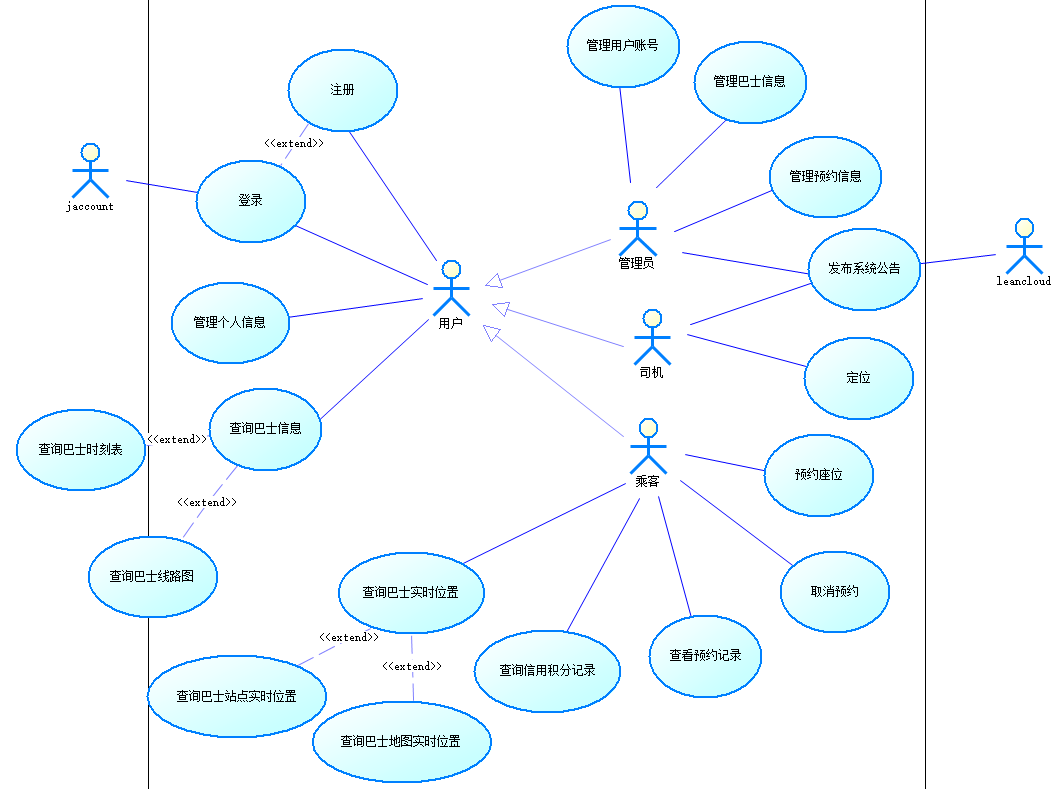 管理用户账号
管理巴士信息
注册
<<extend>>
管理预约信息
jaccount
登录
管理员
发布系统公告
leancloud
管理个人信息
用户
司机
定位
查询巴士信息
<<extend>>
查询巴士时刻表
预约座位
乘客
<<extend>>
查询巴士线路图
查询巴士实时位置
取消预约
<<extend>>
<<extend>>
查询信用积分记录
查看预约记录
查询巴士站点实时位置
查询巴士地图实时位置